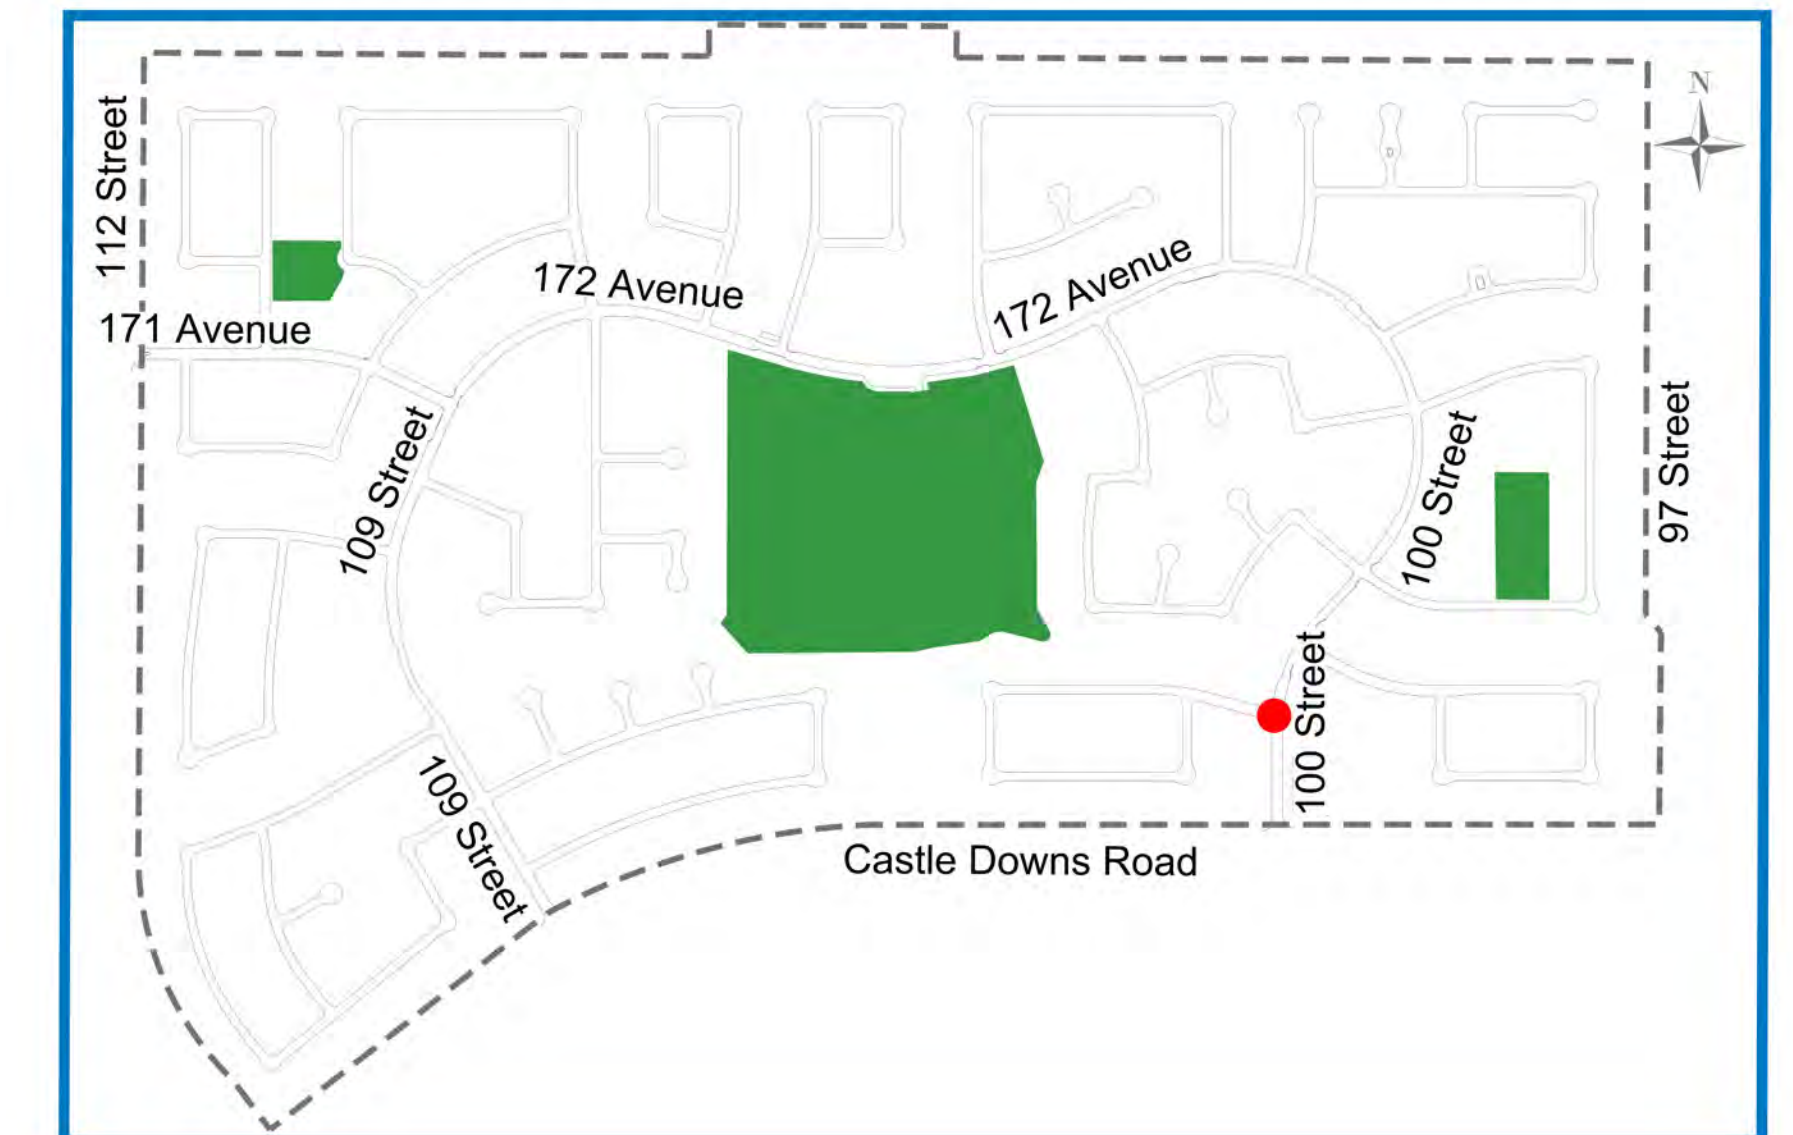 N
112 Street
172 Avenue
172 Avenue
171 Avenue
109 Street
100 Street
97 Street
100 Street
109 Street
Castle Downs Road